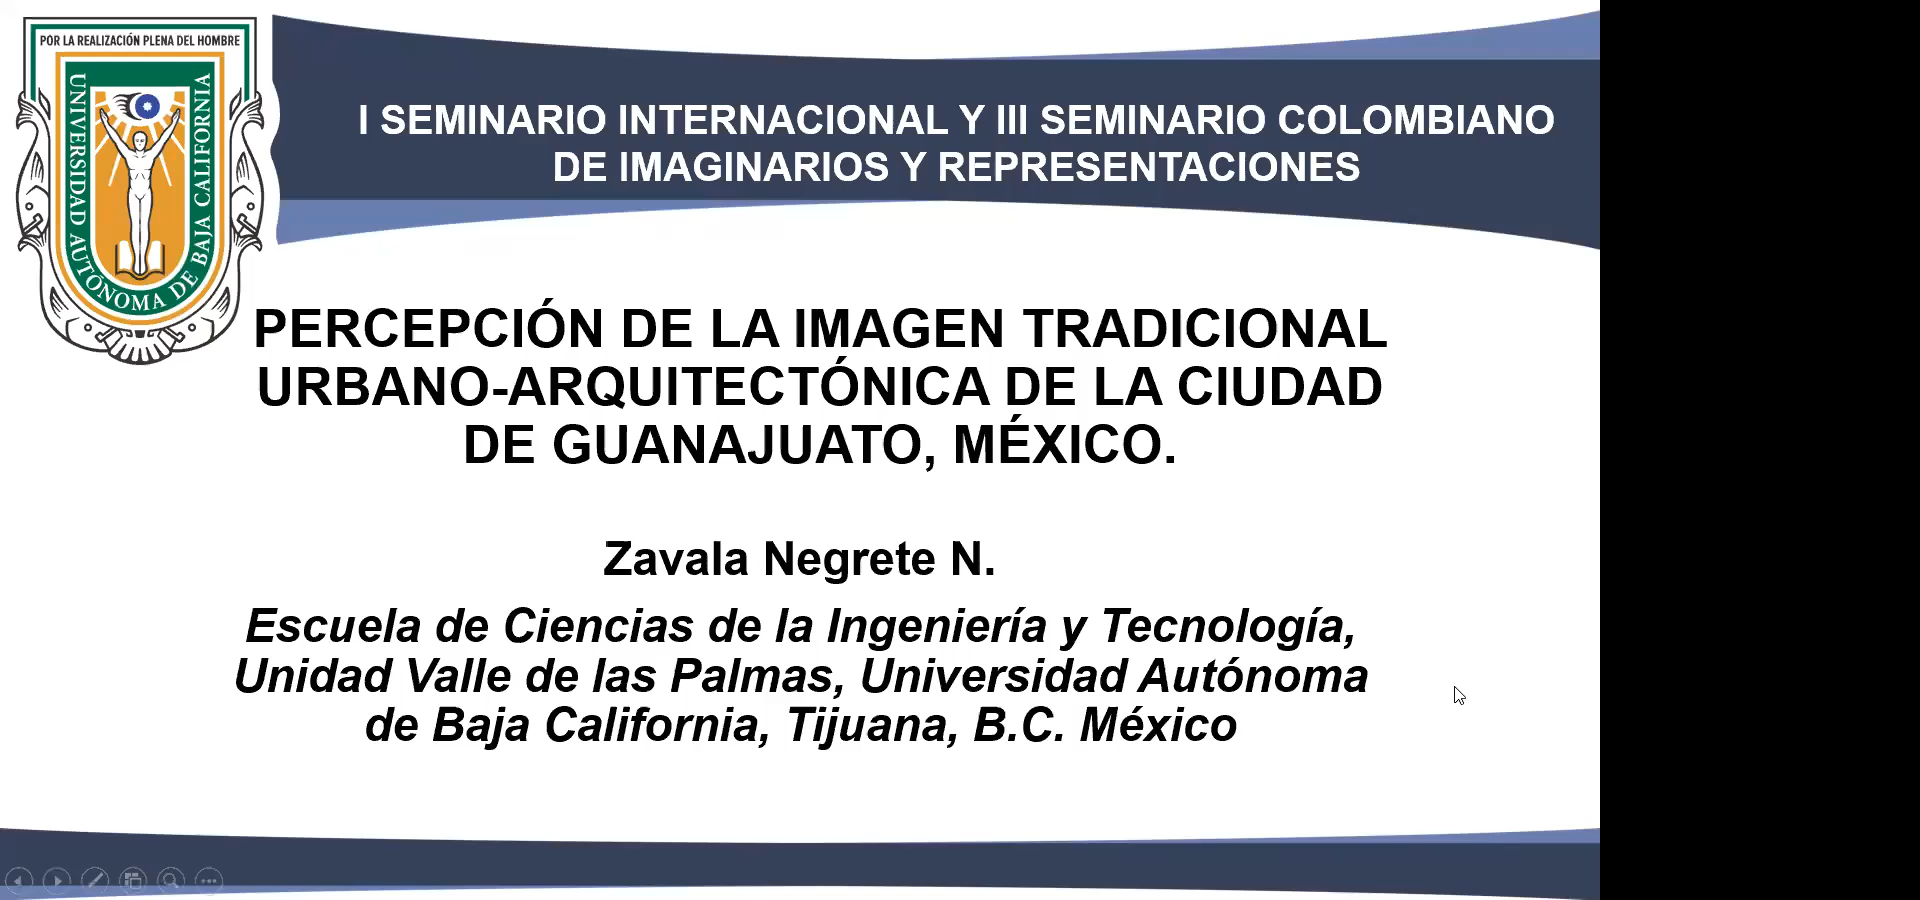 POR LA REALIZACIÓN PLENA DEL HOMBRE
UNIVERSIDAD AUTÓNOMA DE BAJA CALIFORNIA
I SEMINARIO INTERNACIONAL Y III SEMINARIO COLOMBIANO
DE IMAGINARIOS Y REPRESENTACIONES
PERCEPCIÓN DE LA IMAGEN TRADICIONAL
URBANO-ARQUITECTÓNICA DE LA CIUDAD
DE GUANAJUATO, MÉXICO.
Zavala Negrete N.
Escuela de Ciencias de la Ingeniería y Tecnología,
Unidad Valle de las Palmas, Universidad Autónoma
de Baja California, Tijuana, B.C. México